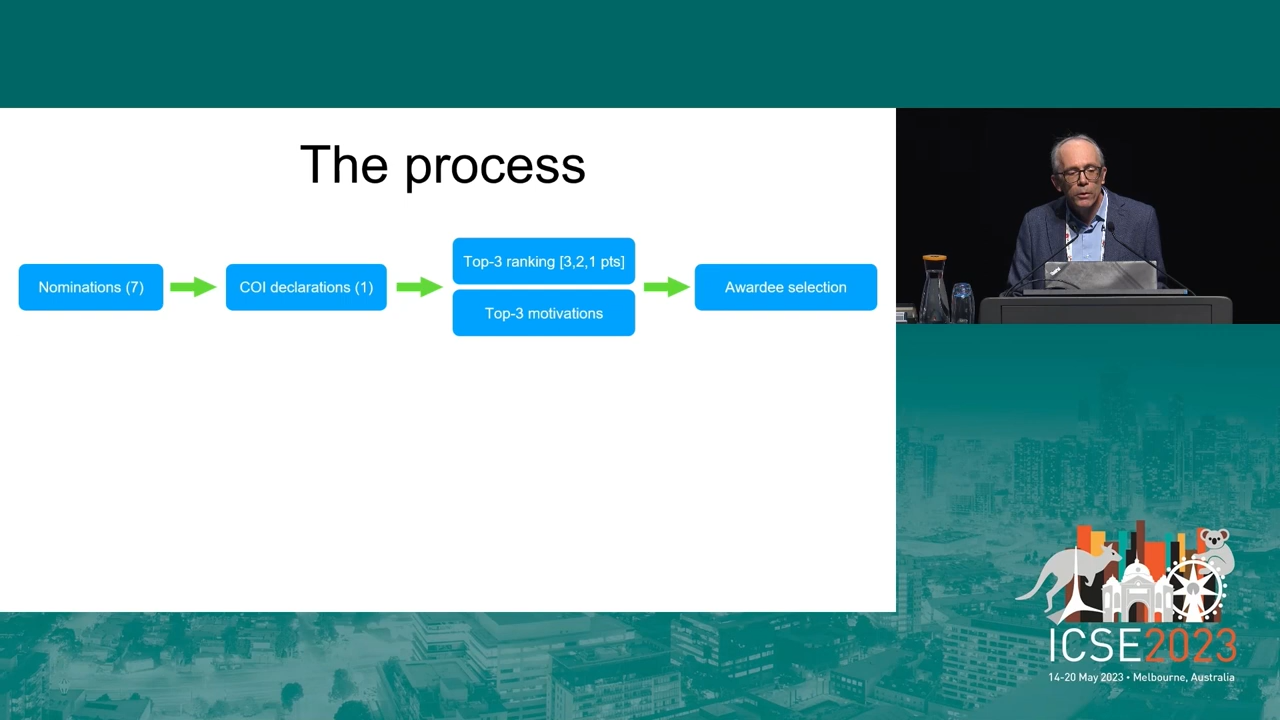 The process
Nominations (7)
COI declarations (1)
Top-3 ranking [3,2,1 pts]
Top-3 motivations
Awardee selection
ICSE2023
14-20 May 2023 • Melbourne, Australia